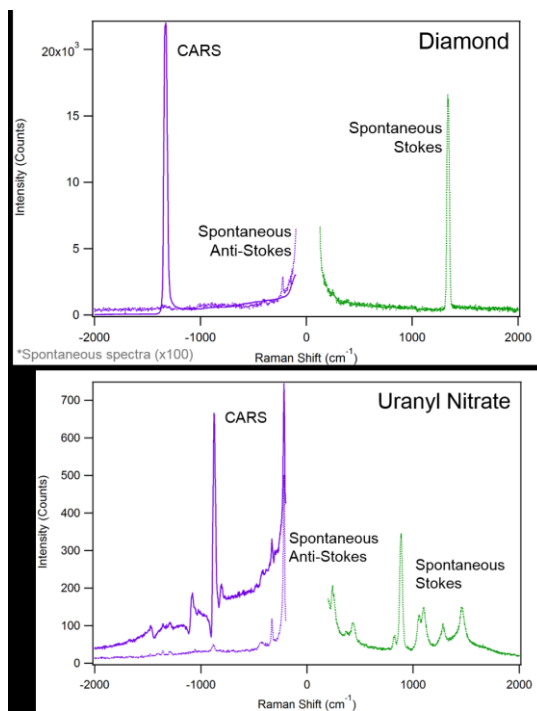 Diamond
CARS
Spontaneous
Stokes
Spontaneous
Anti-Stokes
20x10³
15
10
5
0
Intensity (Counts)
-2000
-1000
0
1000
2000
Raman Shift (cm⁻¹)
*Spontaneous spectra (x100)
Uranyl Nitrate
CARS
Spontaneous
Anti-Stokes
Spontaneous
Stokes
700
600
500
400
300
200
100
0
Intensity (Counts)
-2000
-1000
0
1000
2000
Raman Shift (cm⁻¹)